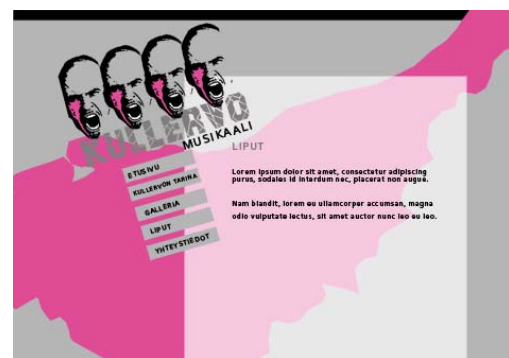 KULLERVO
MUSIKAALI
ETUSIVU
KULLERVON TARINA
GALLERIA
LIPUT
YHTEYSTIEDOT
LIPUT
Lorem ipsum dolor sit amet, consectetur adipiscing
purus, sodales id interdum nec, placerat non augue.
Nam blandit, lorem eu ullamcorper accumsan, magna
odio vulputate lectus, sit amet auctor nunc leo eu leo.